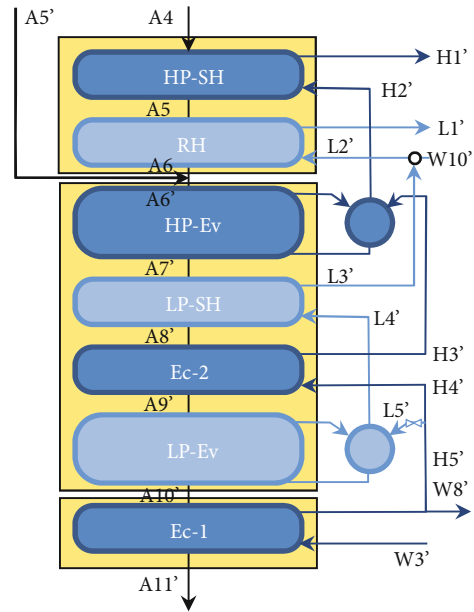 A5’ A4
HP-SH H1’
H2’
A5
RH L1’
L2’
W10’
A6
A6’
HP-Ev
A7’
LP-SH L3’
L4’
A8’
Ec-2 H3’
H4’
A9’
L5’
LP-Ev
H5’
A10’ W8’
Ec-1
W3’
A11’